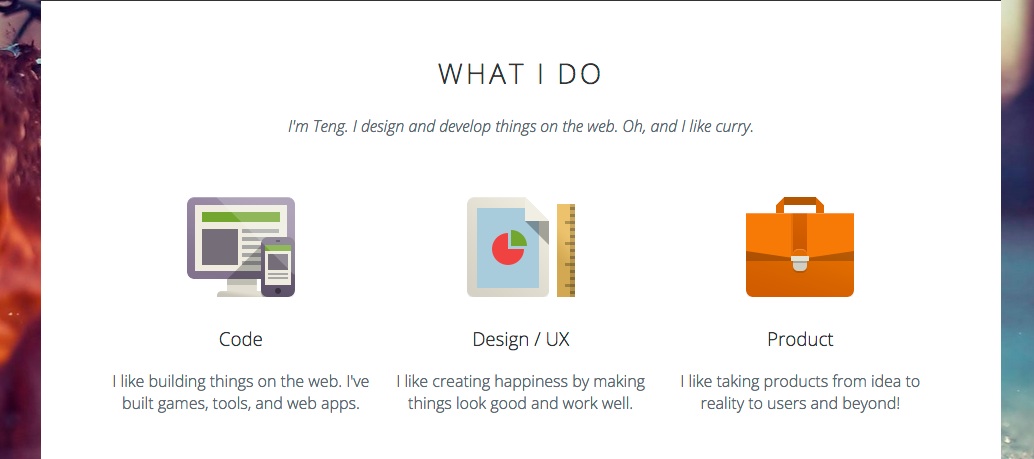 WHAT I DO
I'm Teng. I design and develop things on the web. Oh, and I like curry.
Code
I like building things on the web. I've
built games, tools, and web apps.
Design / UX
I like creating happiness by making
things look good and work well.
Product
I like taking products from idea to
reality to users and beyond!